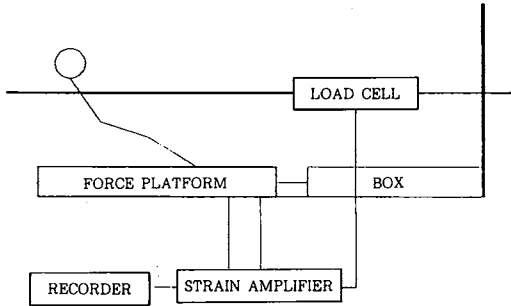 LOAD CELL
FORCE PLATFORM
BOX
RECORDER
STRAIN AMPLIFIER